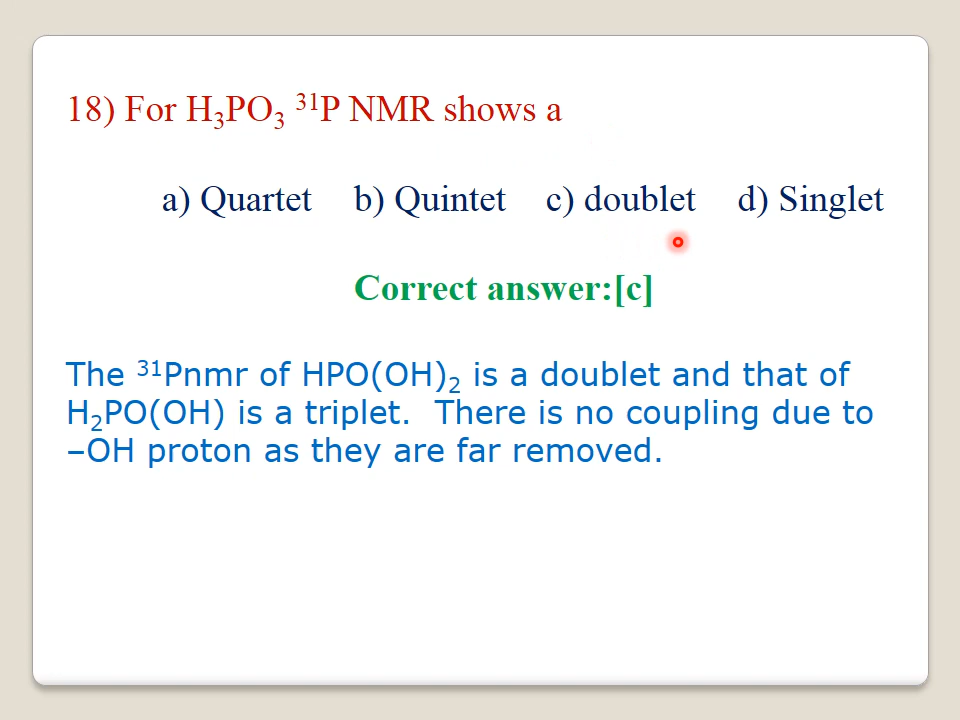 18) For H₃PO₃ ³¹P NMR shows a
a) Quartet b) Quintet c) doublet d) Singlet
Correct answer:[c]
The ³¹Pnmr of HPO(OH)₂ is a doublet and that of
H₂PO(OH) is a triplet. There is no coupling due to
–OH proton as they are far removed.